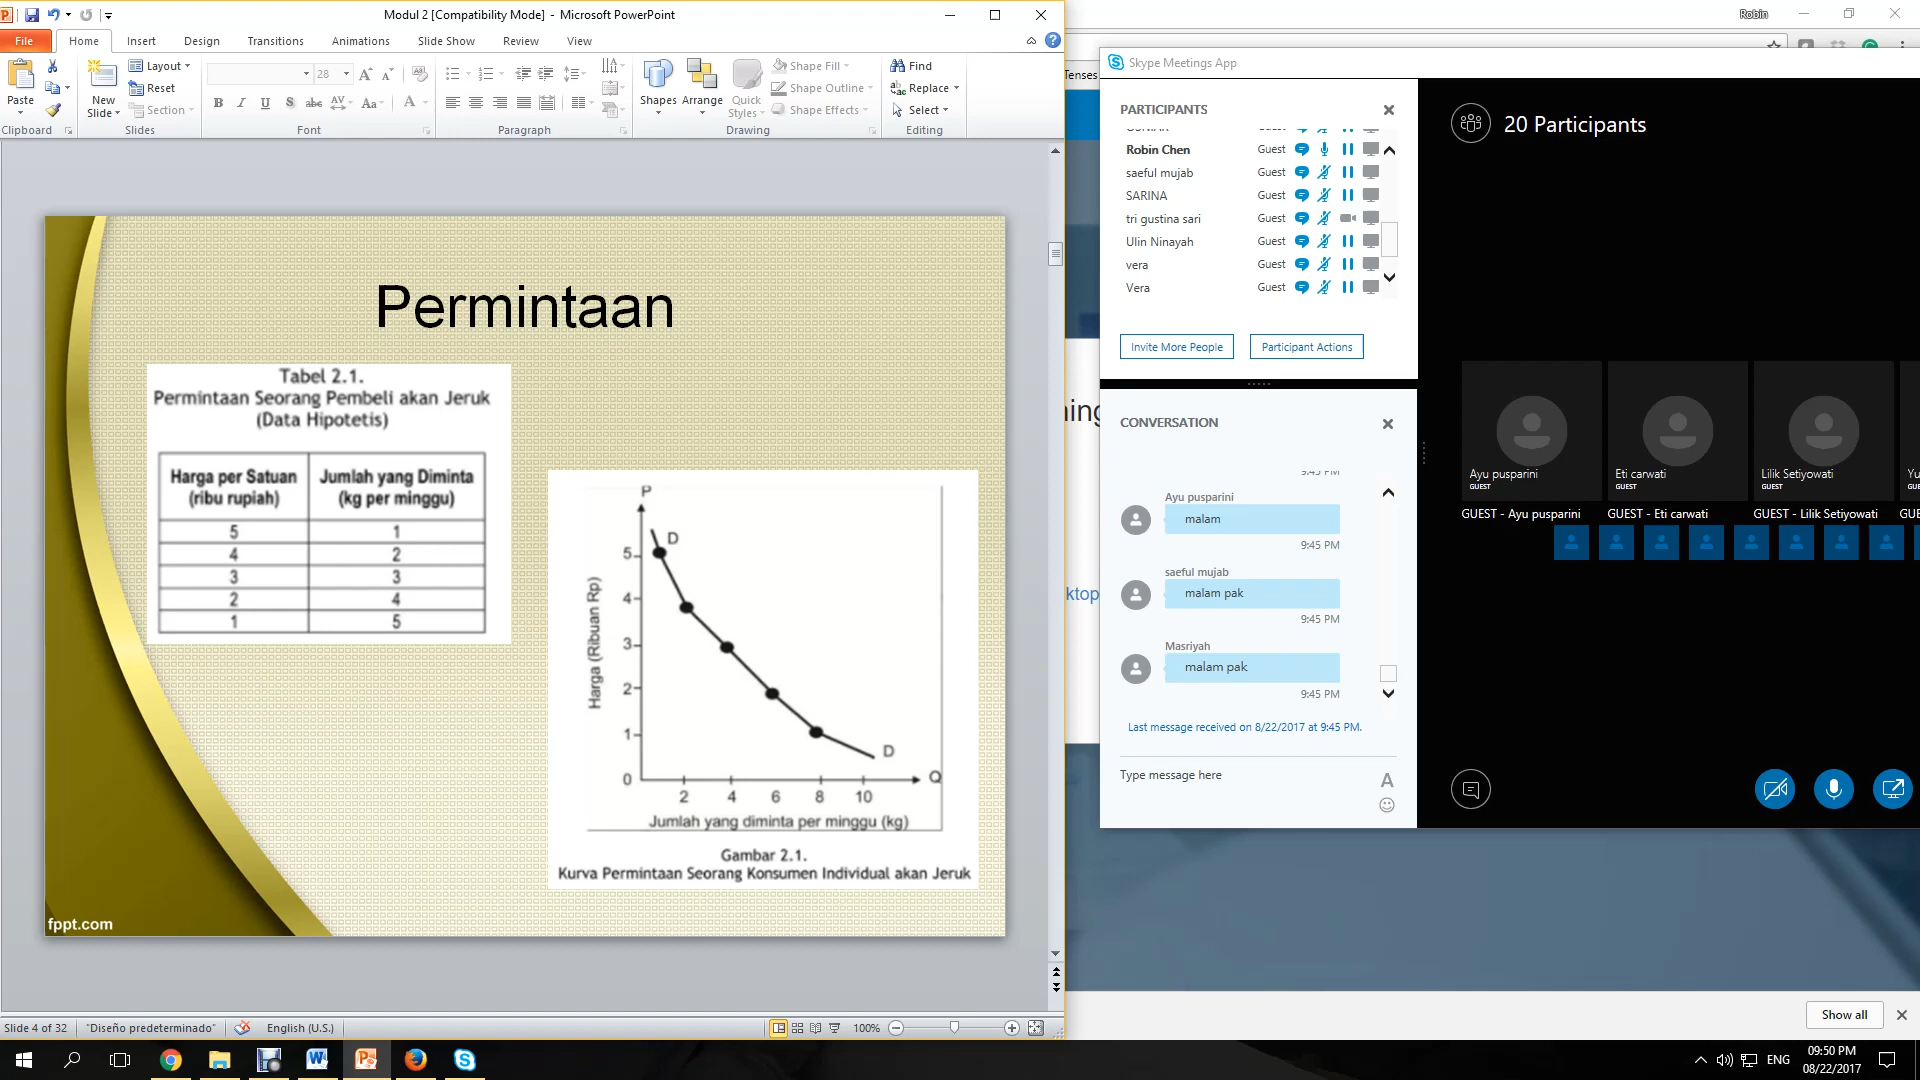 Modul 2 [Compatibility Mode] - Microsoft PowerPoint
File Home Insert Design Transitions Animations Slide Show Review View
Paste
Clipboard
New
Slide
Layout
Reset
Section
Slides
28
Font
Paragraph
Shapes Arrange Quick
Styles
Shape Fill
Shape Outline
Shape Effects
Drawing
Find
Replace
Select
Editing
Permintaan
Tabel 2.1.
Permintaan Seorang Pembeli akan Jeruk
(Data Hipotetis)
Harga per Satuan Jumlah yang Diminta
(ribu rupiah) (kg per minggu)
5 1
4 2
3 3
2 4
1 5
P
D
5
4
3
2
1
0
D
Q
2 4 6 8 10
Harga (Ribuan Rp)
Jumlah yang diminta per minggu (kg)
Gambar 2.1.
Kurva Permintaan Seorang Konsumen Individual akan Jeruk
fppt.com
Slide 4 of 32 "Diseño predeterminado" English (U.S.) 100%
Robin
Tenses
Skype Meetings App
PARTICIPANTS
Robin Chen Guest
saeful mujab Guest
SARINA Guest
tri gustina sari Guest
Ulin Ninayah Guest
vera Guest
Vera Guest
Invite More People Participant Actions
CONVERSATION
9:45 PM
Ayu pusparini
malam
9:45 PM
saeful mujab
malam pak
9:45 PM
Masriyah
malam pak
9:45 PM
Last message received on 8/22/2017 at 9:45 PM.
Type message here
20 Participants
Ayu pusparini
GUEST
Eti carwati
GUEST
Lilik Setiyowati
GUEST
GUEST - Ayu pusparini GUEST - Eti carwati GUEST - Lilik Setiyowati
Show all
ENG
09:50 PM
08/22/2017